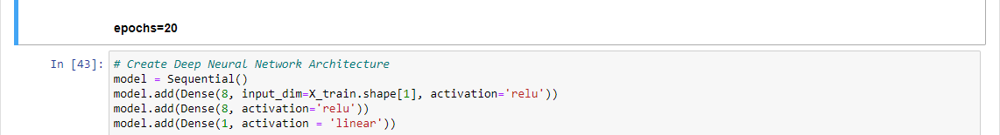 epochs=20
In [43]: # Create Deep Neural Network Architecture
model = Sequential()
model.add(Dense(8, input_dim=X_train.shape[1], activation='relu'))
model.add(Dense(8, activation='relu'))
model.add(Dense(1, activation = 'linear'))